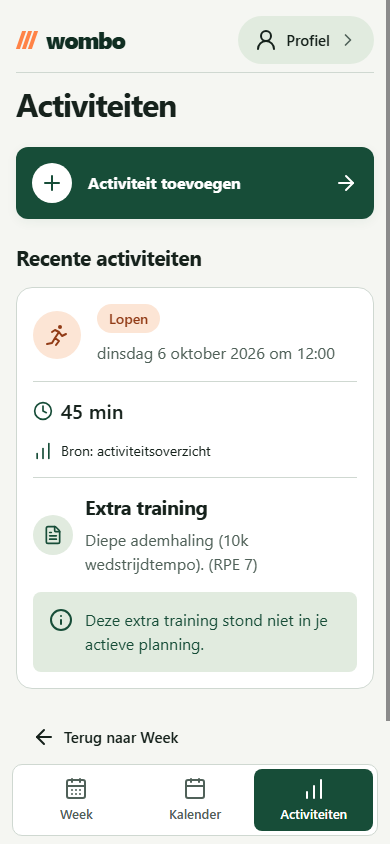 wombo
Profiel
Activiteiten
Activiteit toevoegen
Recente activiteiten
Lopen
dinsdag 6 oktober 2026 om 12:00
45 min
Bron: activiteitsoverzicht
Extra training
Diepe ademhaling (10k
wedstrijdtempo). (RPE 7)
Deze extra training stond niet in je
actieve planning.
Terug naar Week
Week
Kalender
Activiteiten